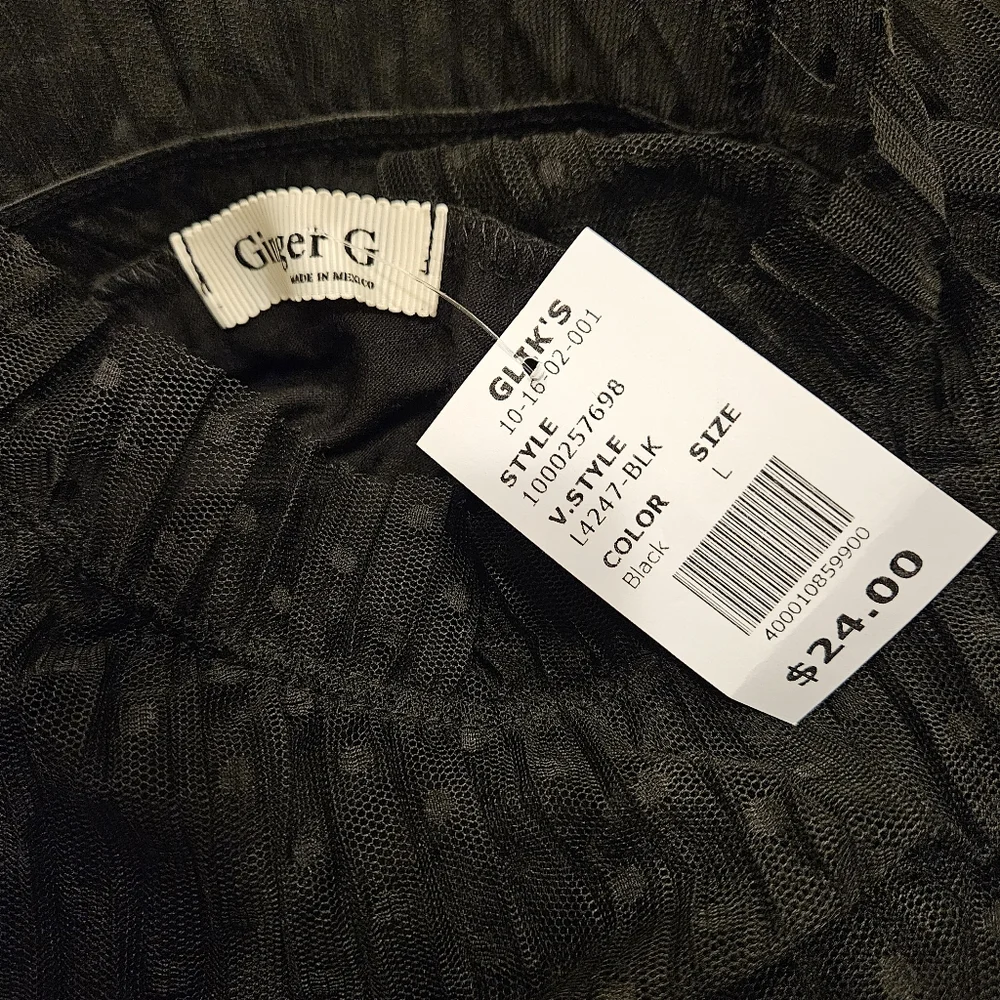 Ginger G
MADE IN MEXICO
GLIK'S
10-16-02-001
STYLE
1000257698
V.STYLE
L4247-BLK
COLOR
Black
SIZE
L
400010859900
$24.00